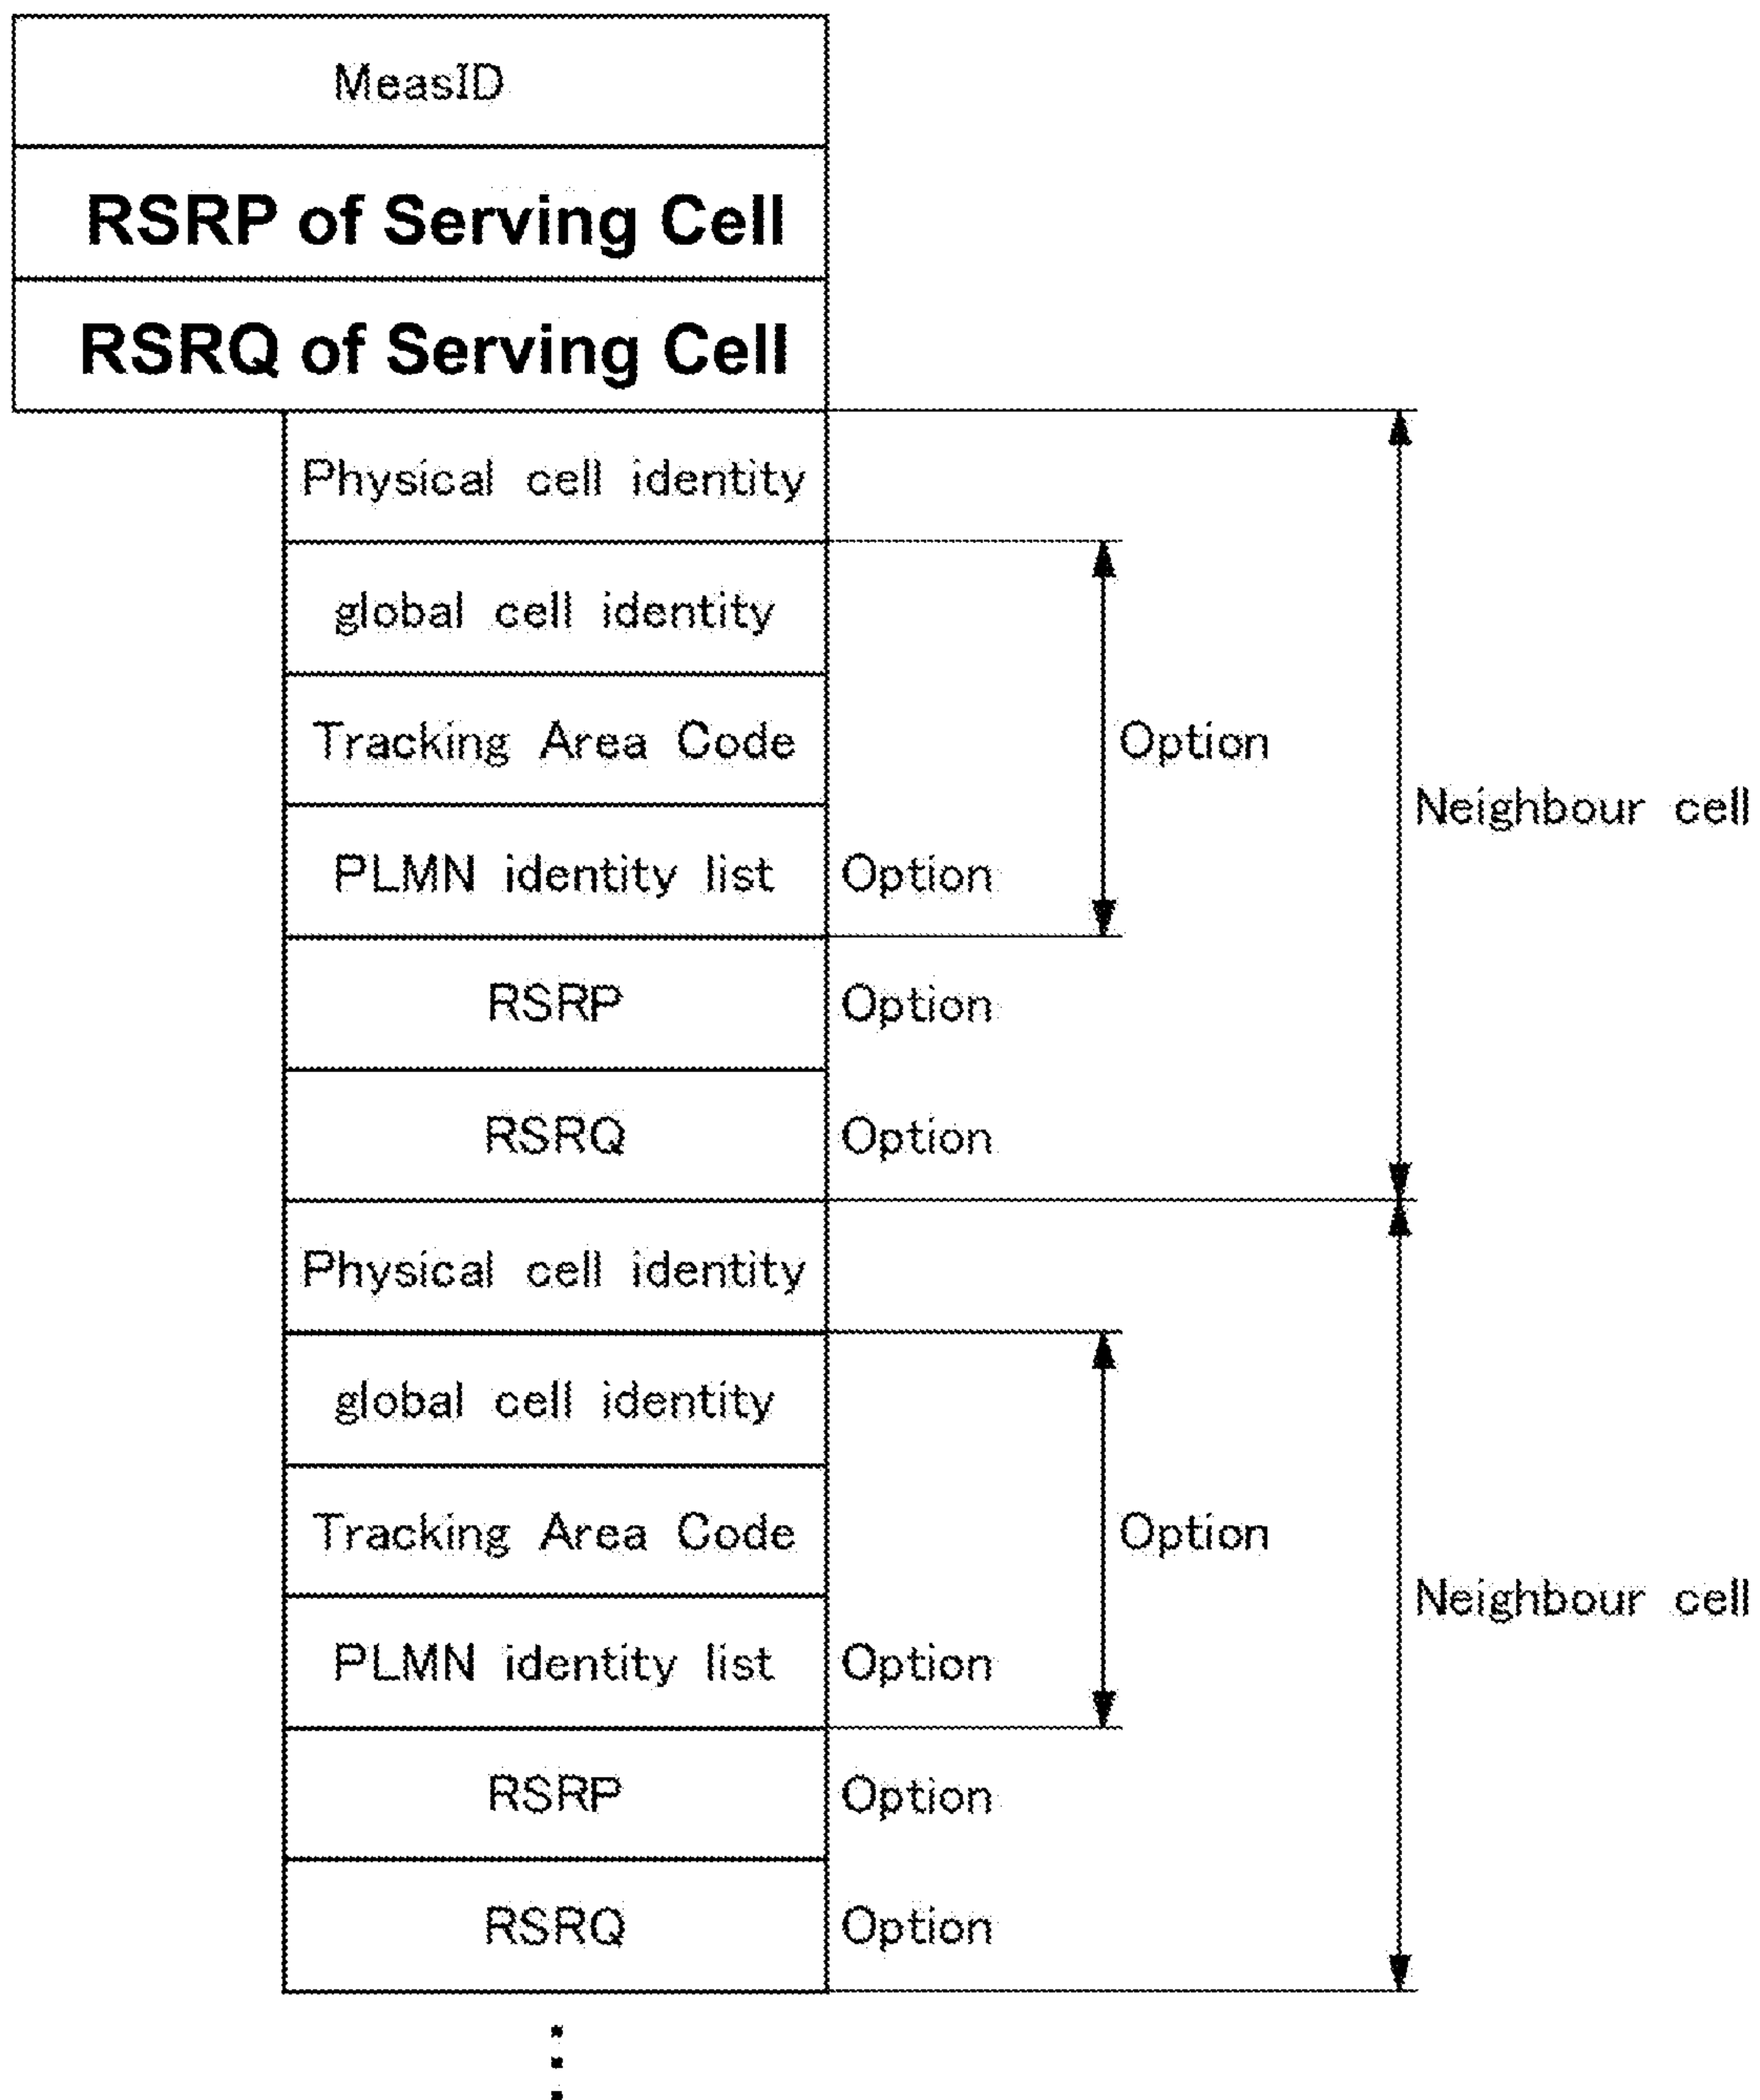 MeasID
RSRP of Serving Cell
RSRQ of Serving Cell
Physical cell identity
global cell identity
Tracking Area Code
Option
Neighbour cell
PLMN identity list
Option
RSRP
Option
RSRQ
Option
Physical cell identity
global cell identity
Tracking Area Code
Option
Neighbour cell
PLMN identity list
Option
RSRP
Option
RSRQ
Option